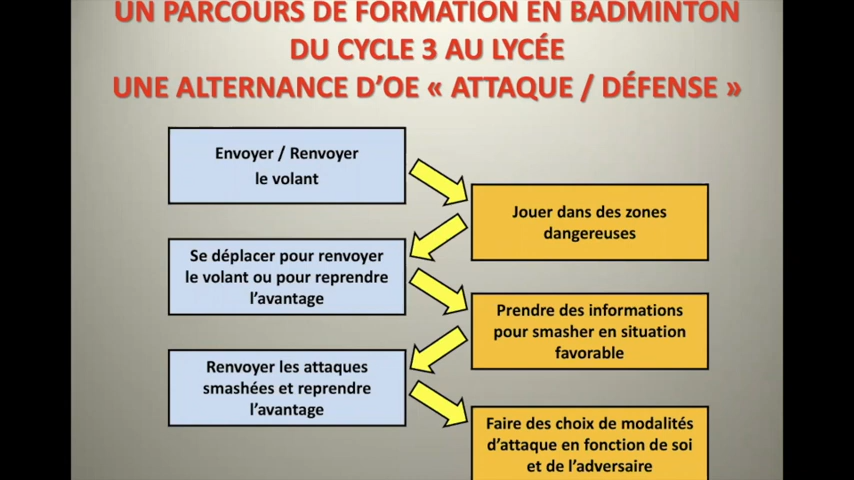 UN PARCOURS DE FORMATION EN BADMINTON
DU CYCLE 3 AU LYCÉE
UNE ALTERNANCE D'OE « ATTAQUE / DÉFENSE »
Envoyer / Renvoyer
le volant
Jouer dans des zones
dangereuses
Se déplacer pour renvoyer
le volant ou pour reprendre
l'avantage
Prendre des informations
pour smasher en situation
favorable
Renvoyer les attaques
smashées et reprendre
l'avantage
Faire des choix de modalités
d'attaque en fonction de soi
et de l'adversaire